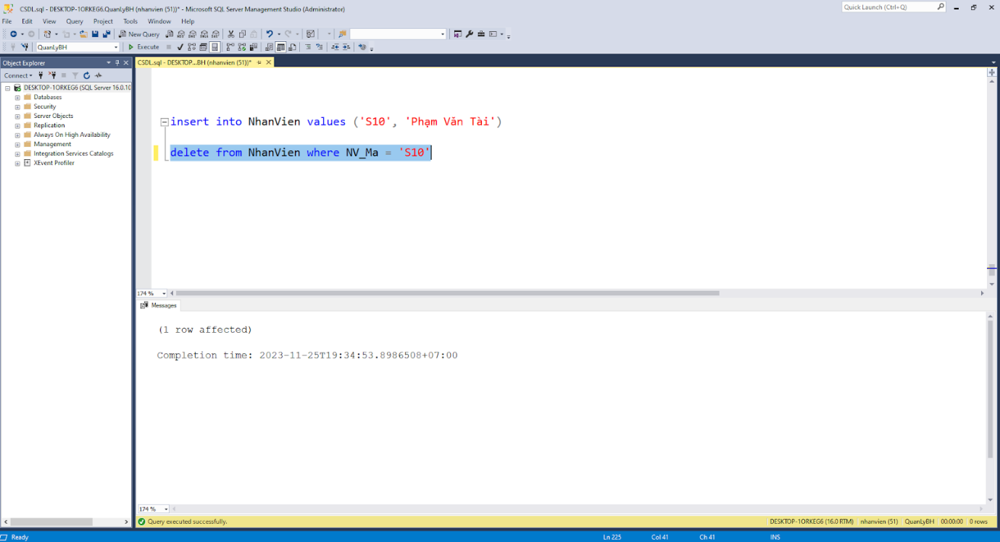 CSDL.sql - DESKTOP-1ORKEG6.QuanLyBH (nhanvien (51))* - Microsoft SQL Server Management Studio (Administrator)
Quick Launch (Ctrl+Q)
File Edit View Query Project Tools Window Help
New Query
QuanLyBH
Execute
Object Explorer
Connect
DESKTOP-1ORKEG6 (SQL Server 16.0.10
Databases
Security
Server Objects
Replication
Always On High Availability
Management
Integration Services Catalogs
XEvent Profiler
CSDL.sql - DESKTOP...BH (nhanvien (51))*
insert into NhanVien values ('S10', 'Phạm Văn Tài')
delete from NhanVien where NV_Ma = 'S10'
174 %
Messages
(1 row affected)
Completion time: 2023-11-25T19:34:53.8986508+07:00
174 %
Query executed successfully.
DESKTOP-1ORKEG6 (16.0 RTM) nhanvien (51) QuanLyBH 00:00:00 0 rows
Ready
Ln 225 Col 41 Ch 41 INS